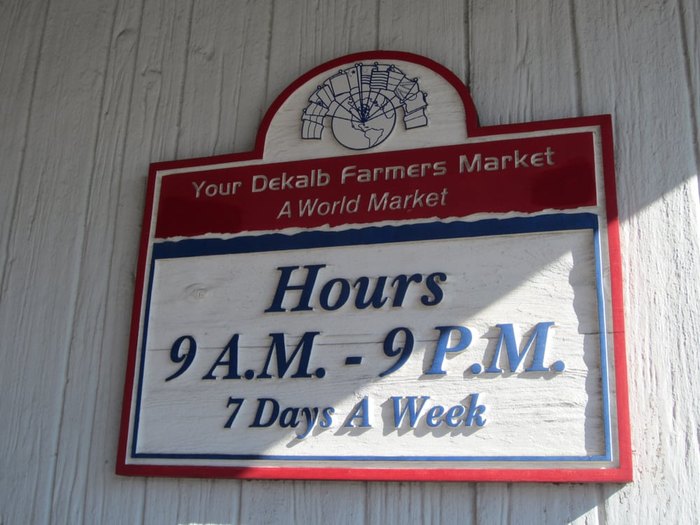 Your Dekalb Farmers Market
A World Market
Hours
9 A.M. - 9 P.M.
7 Days A Week